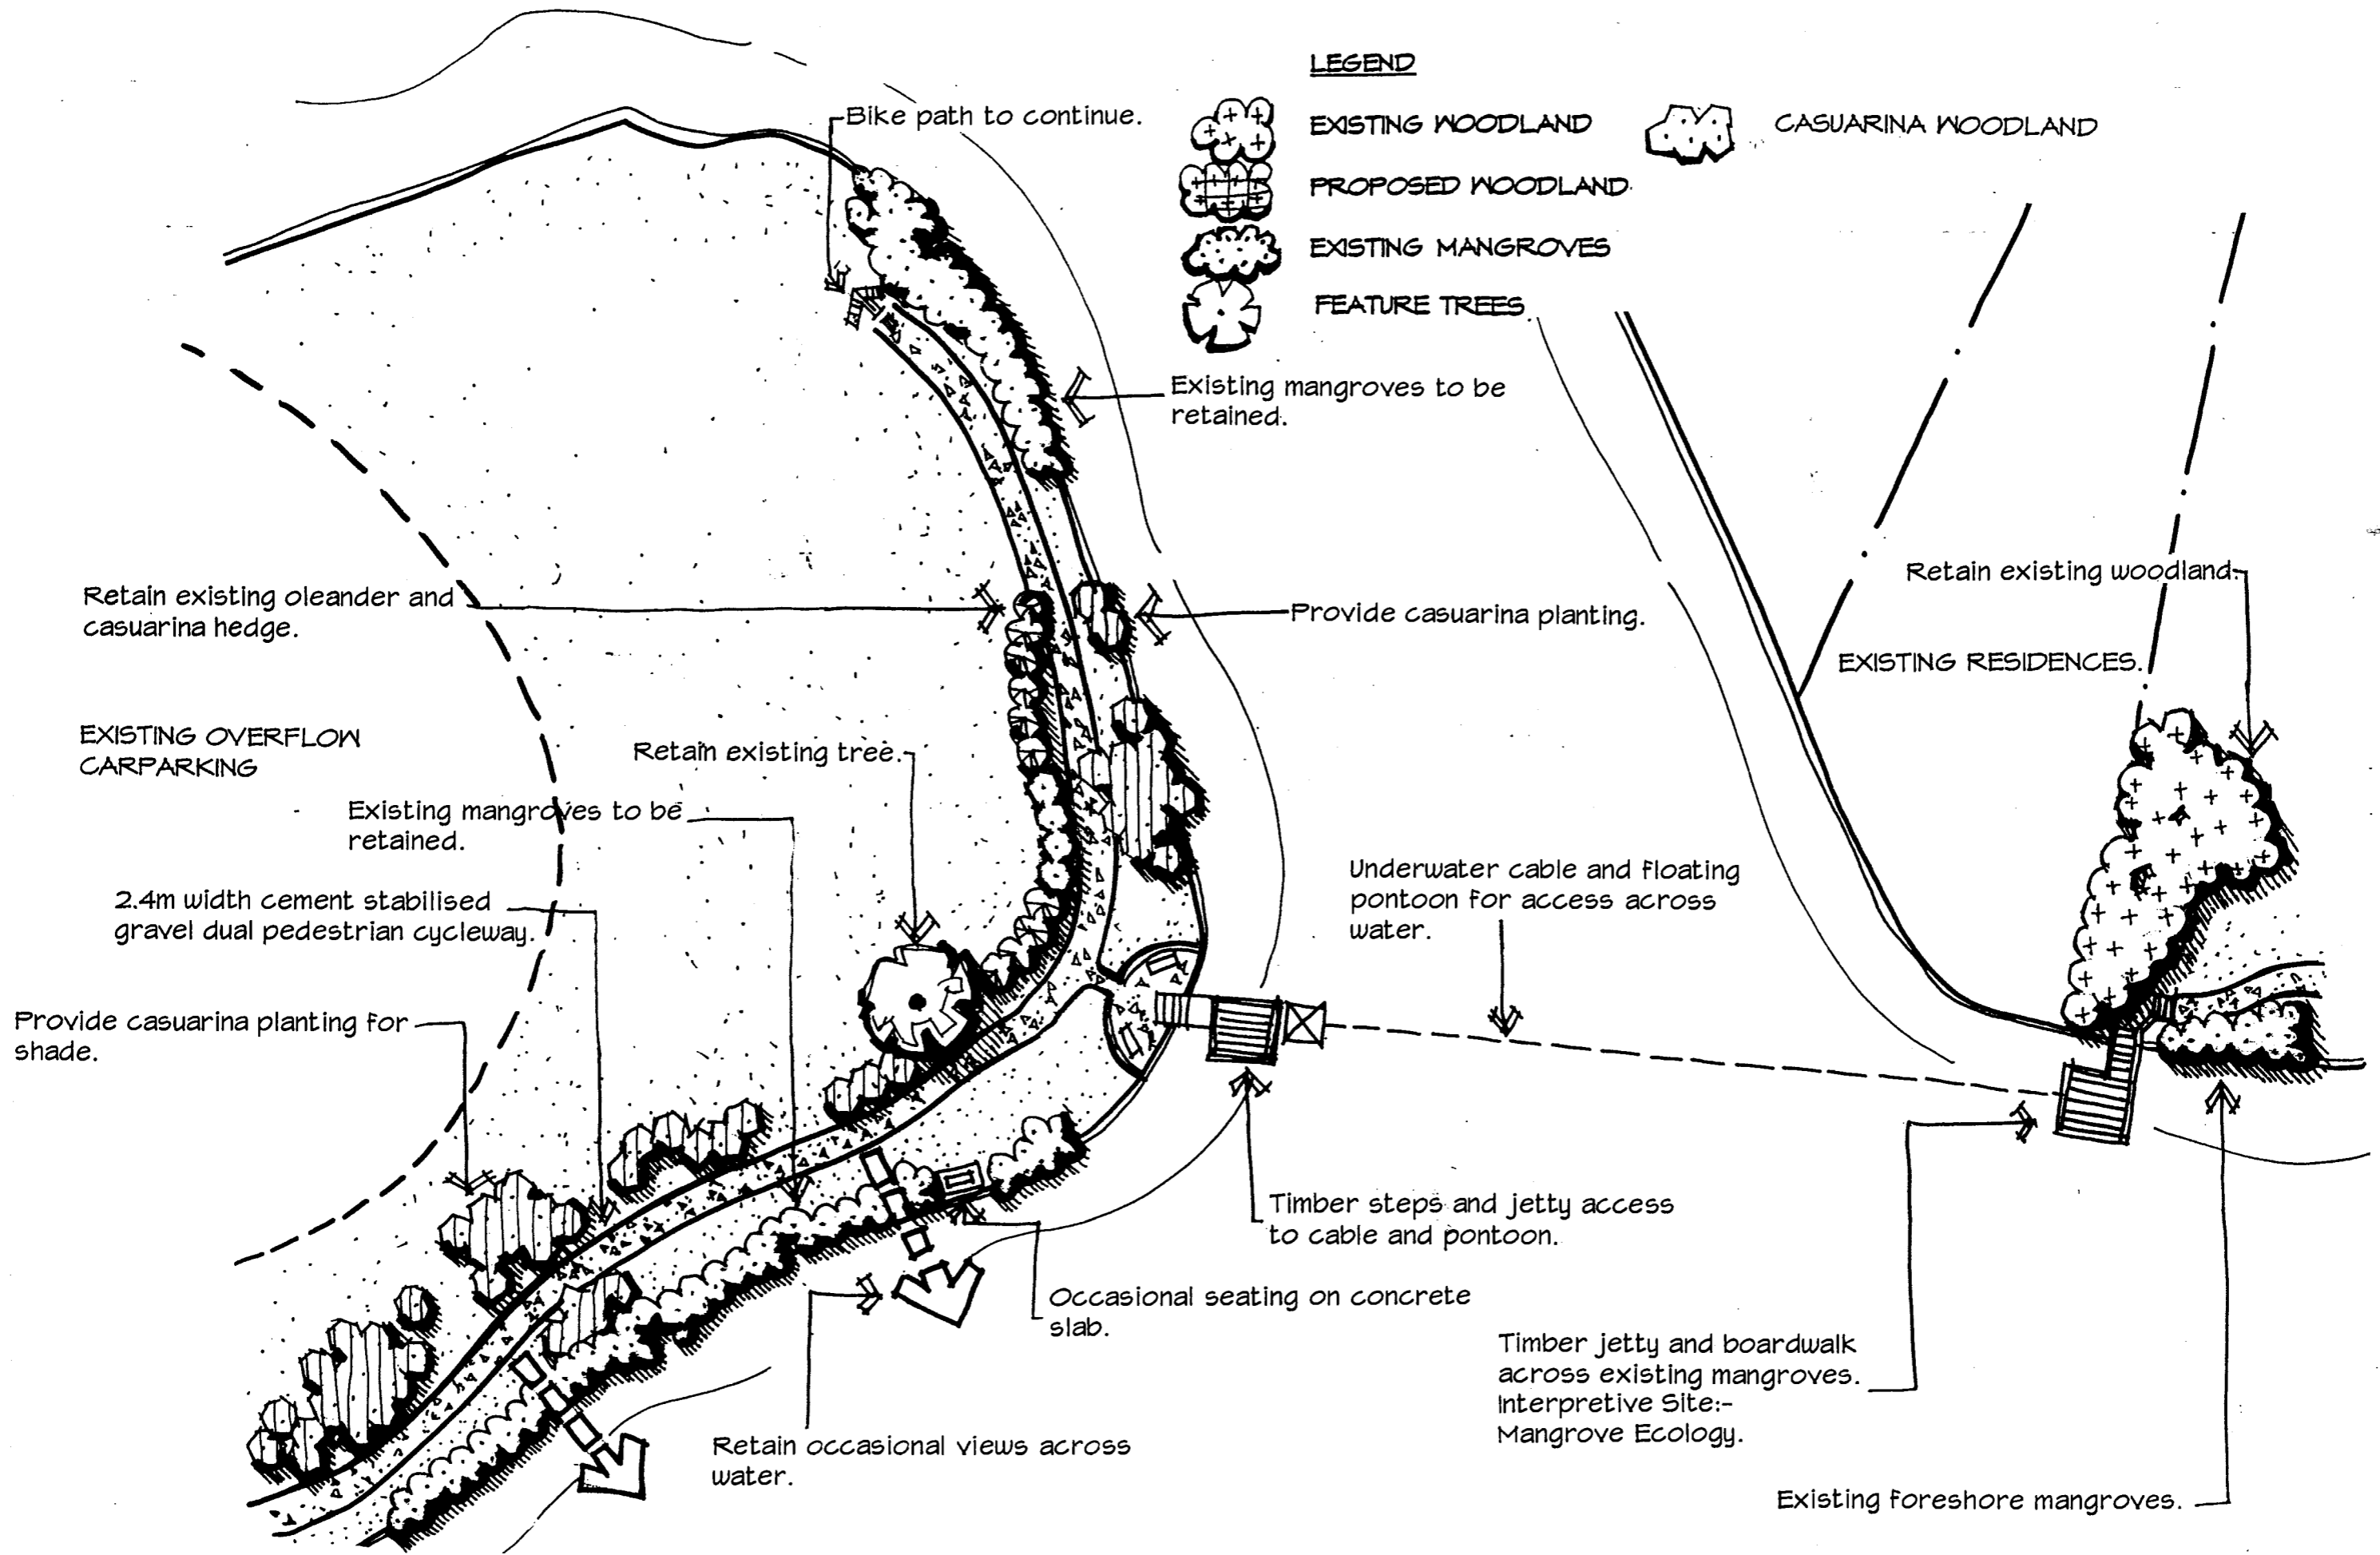 LEGEND
EXISTING WOODLAND
CASUARINA WOODLAND
PROPOSED WOODLAND
EXISTING MANGROVES
FEATURE TREES.
Bike path to continue.
Existing mangroves to be
retained.
Retain existing woodland.
Retain existing oleander and
casuarina hedge.
Provide casuarina planting.
EXISTING RESIDENCES.
EXISTING OVERFLOW
CARPARKING
Retain existing tree.
Existing mangroves to be
retained.
2.4m width cement stabilised
gravel dual pedestrian cycleway.
Underwater cable and floating
pontoon for access across
water.
Provide casuarina planting for
shade.
Timber steps and jetty access
to cable and pontoon.
Occasional seating on concrete
slab.
Timber jetty and boardwalk
across existing mangroves.
Interpretive Site:-
Mangrove Ecology.
Retain occasional views across
water.
Existing foreshore mangroves.